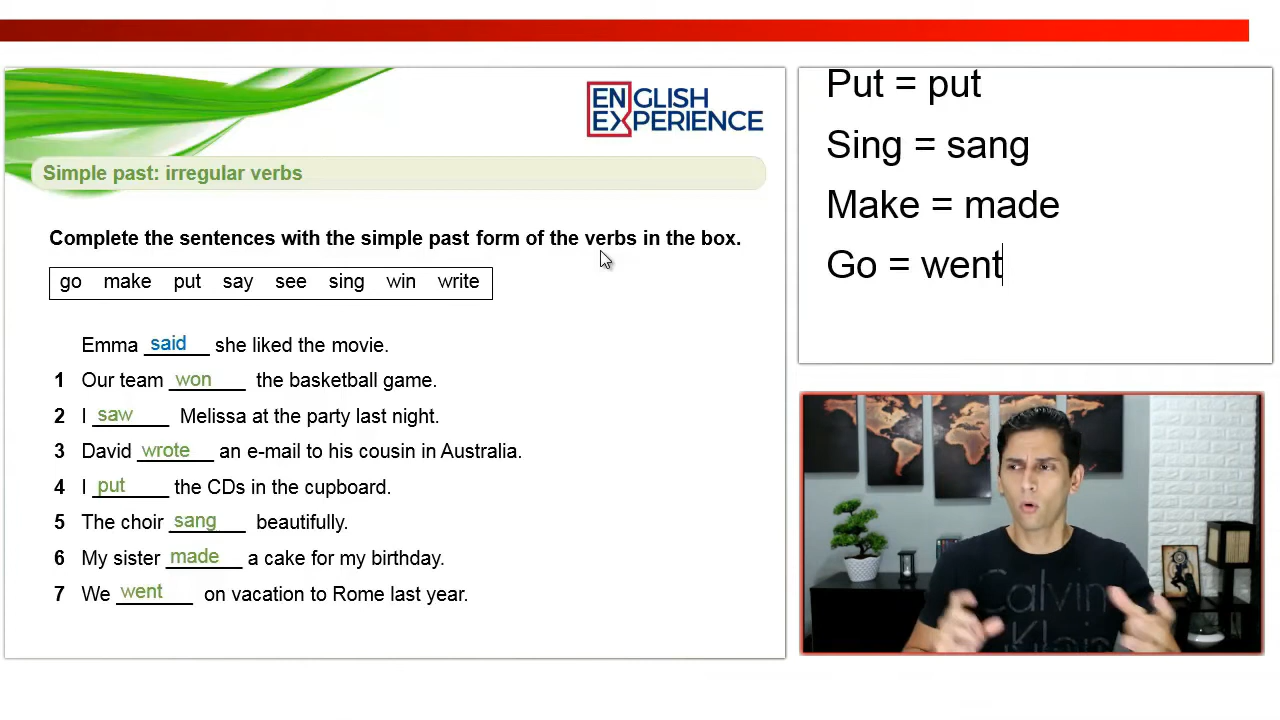 ENGLISH
EXPERIENCE
Simple past: irregular verbs
Complete the sentences with the simple past form of the verbs in the box.
go make put say see sing win write
Emma said she liked the movie.
1 Our team won the basketball game.
2 I saw Melissa at the party last night.
3 David wrote an e-mail to his cousin in Australia.
4 I put the CDs in the cupboard.
5 The choir sang beautifully.
6 My sister made a cake for my birthday.
7 We went on vacation to Rome last year.
Put = put
Sing = sang
Make = made
Go = went
Calvin
Klein